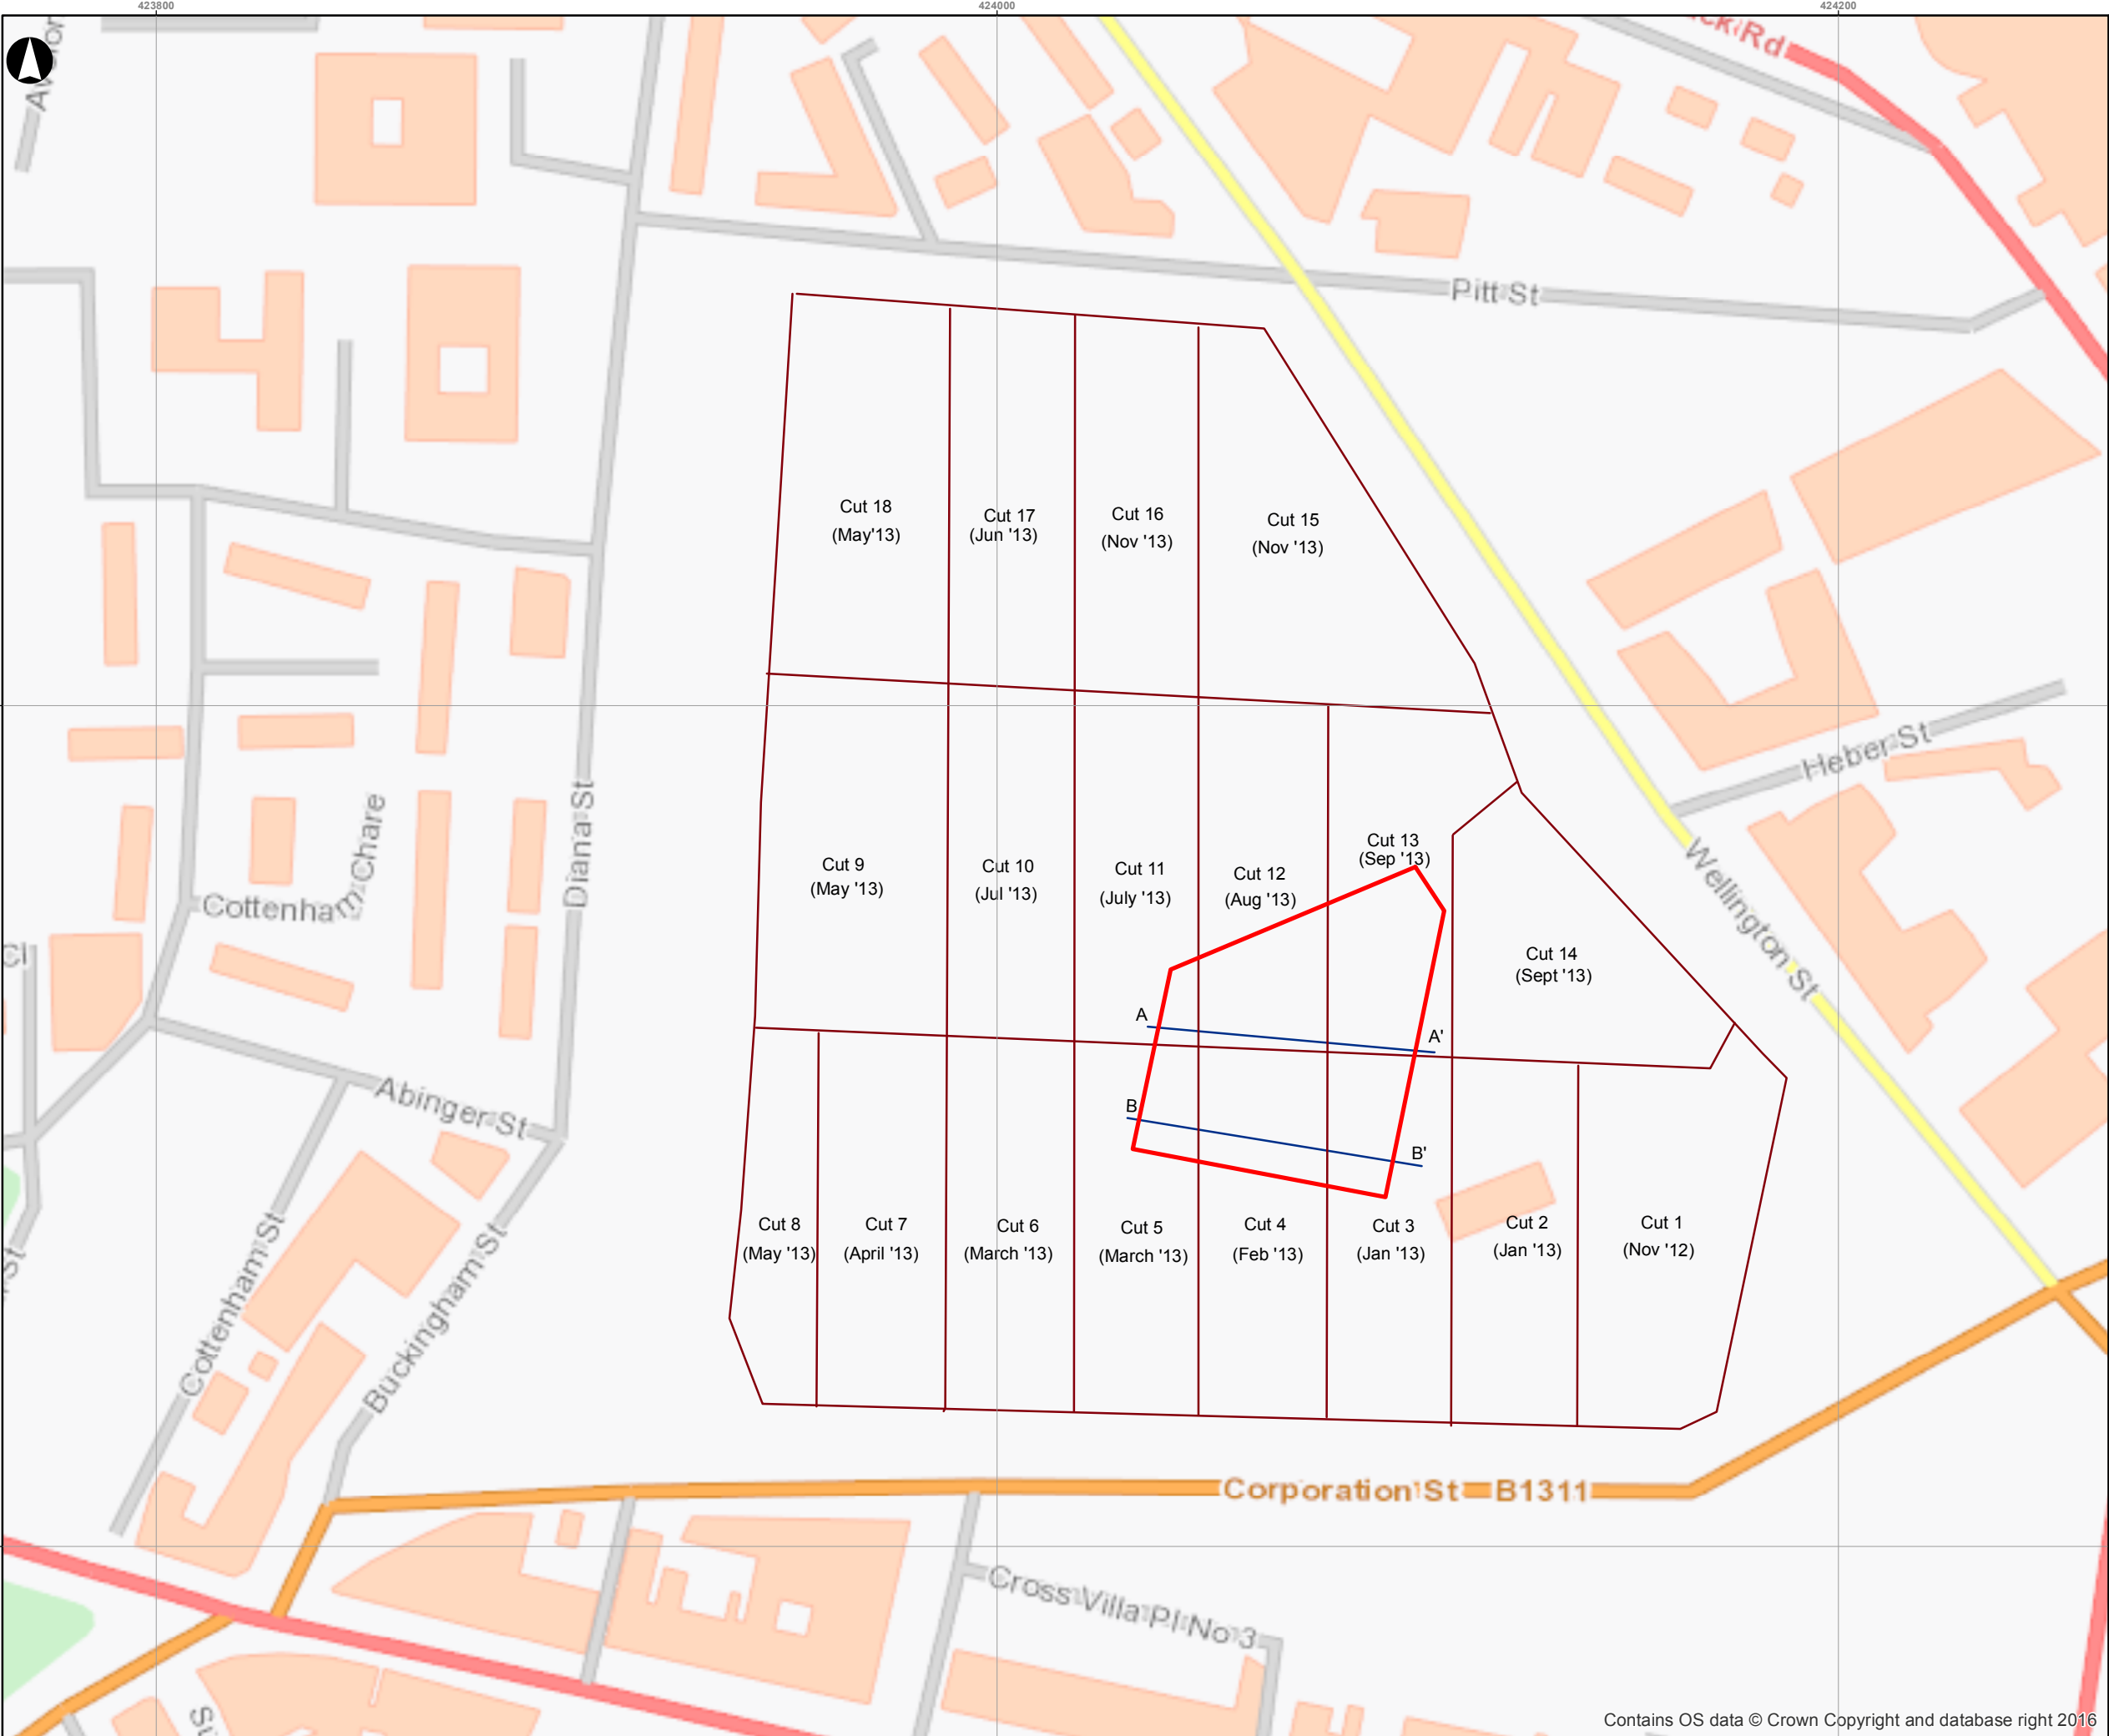 423800
424000
424200
ck Rd
Pitt St
Cut 18
(May'13)
Cut 17
(Jun '13)
Cut 16
(Nov '13)
Cut 15
(Nov '13)
Heber St
Diana St
Cottenham Chare
Wellington St
Cut 9
(May '13)
Cut 10
(Jul '13)
Cut 11
(July '13)
Cut 12
(Aug '13)
Cut 13
(Sep '13)
Cut 14
(Sept '13)
Cl
A
A'
B
B'
Abinger St
Cottenham St
Buckingham St
St
Cut 8
(May '13)
Cut 7
(April '13)
Cut 6
(March '13)
Cut 5
(March '13)
Cut 4
(Feb '13)
Cut 3
(Jan '13)
Cut 2
(Jan '13)
Cut 1
(Nov '12)
Corporation St B1311
Cross Villa Pl No 3
Contains OS data © Crown Copyright and database right 2016